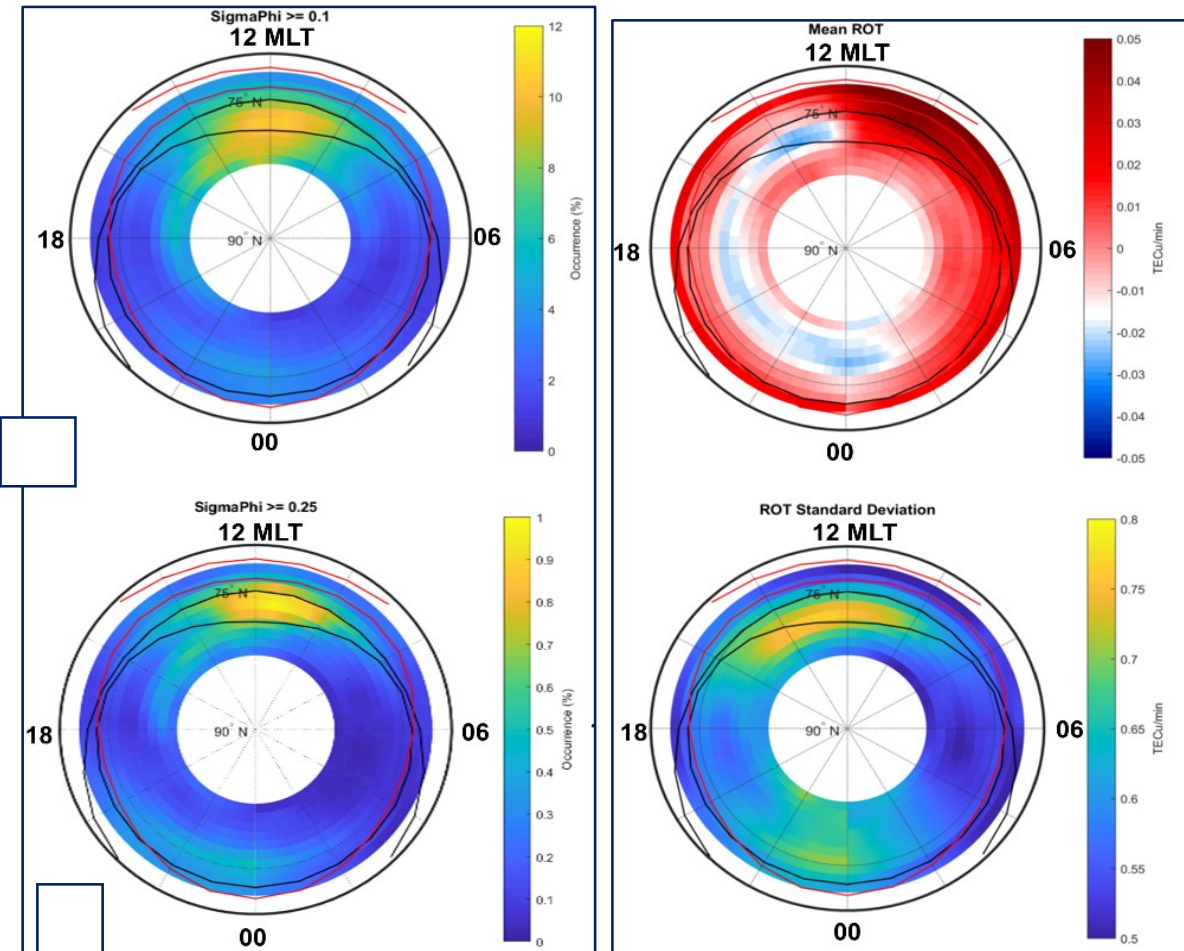 SigmaPhi >= 0.1
12 MLT
75° N
18
90° N
06
00
12
10
8
6
4
2
0
Occurrence (%)
Mean ROT
12 MLT
75° N
18
90° N
06
00
0.05
0.04
0.03
0.02
0.01
0
-0.01
-0.02
-0.03
-0.04
-0.05
TECu/min
SigmaPhi >= 0.25
12 MLT
75° N
18
90° N
06
00
1
0.9
0.8
0.7
0.6
0.5
0.4
0.3
0.2
0.1
0
Occurrence (%)
ROT Standard Deviation
12 MLT
75° N
18
90° N
06
00
0.8
0.75
0.7
0.65
0.6
0.55
0.5
TECu/min